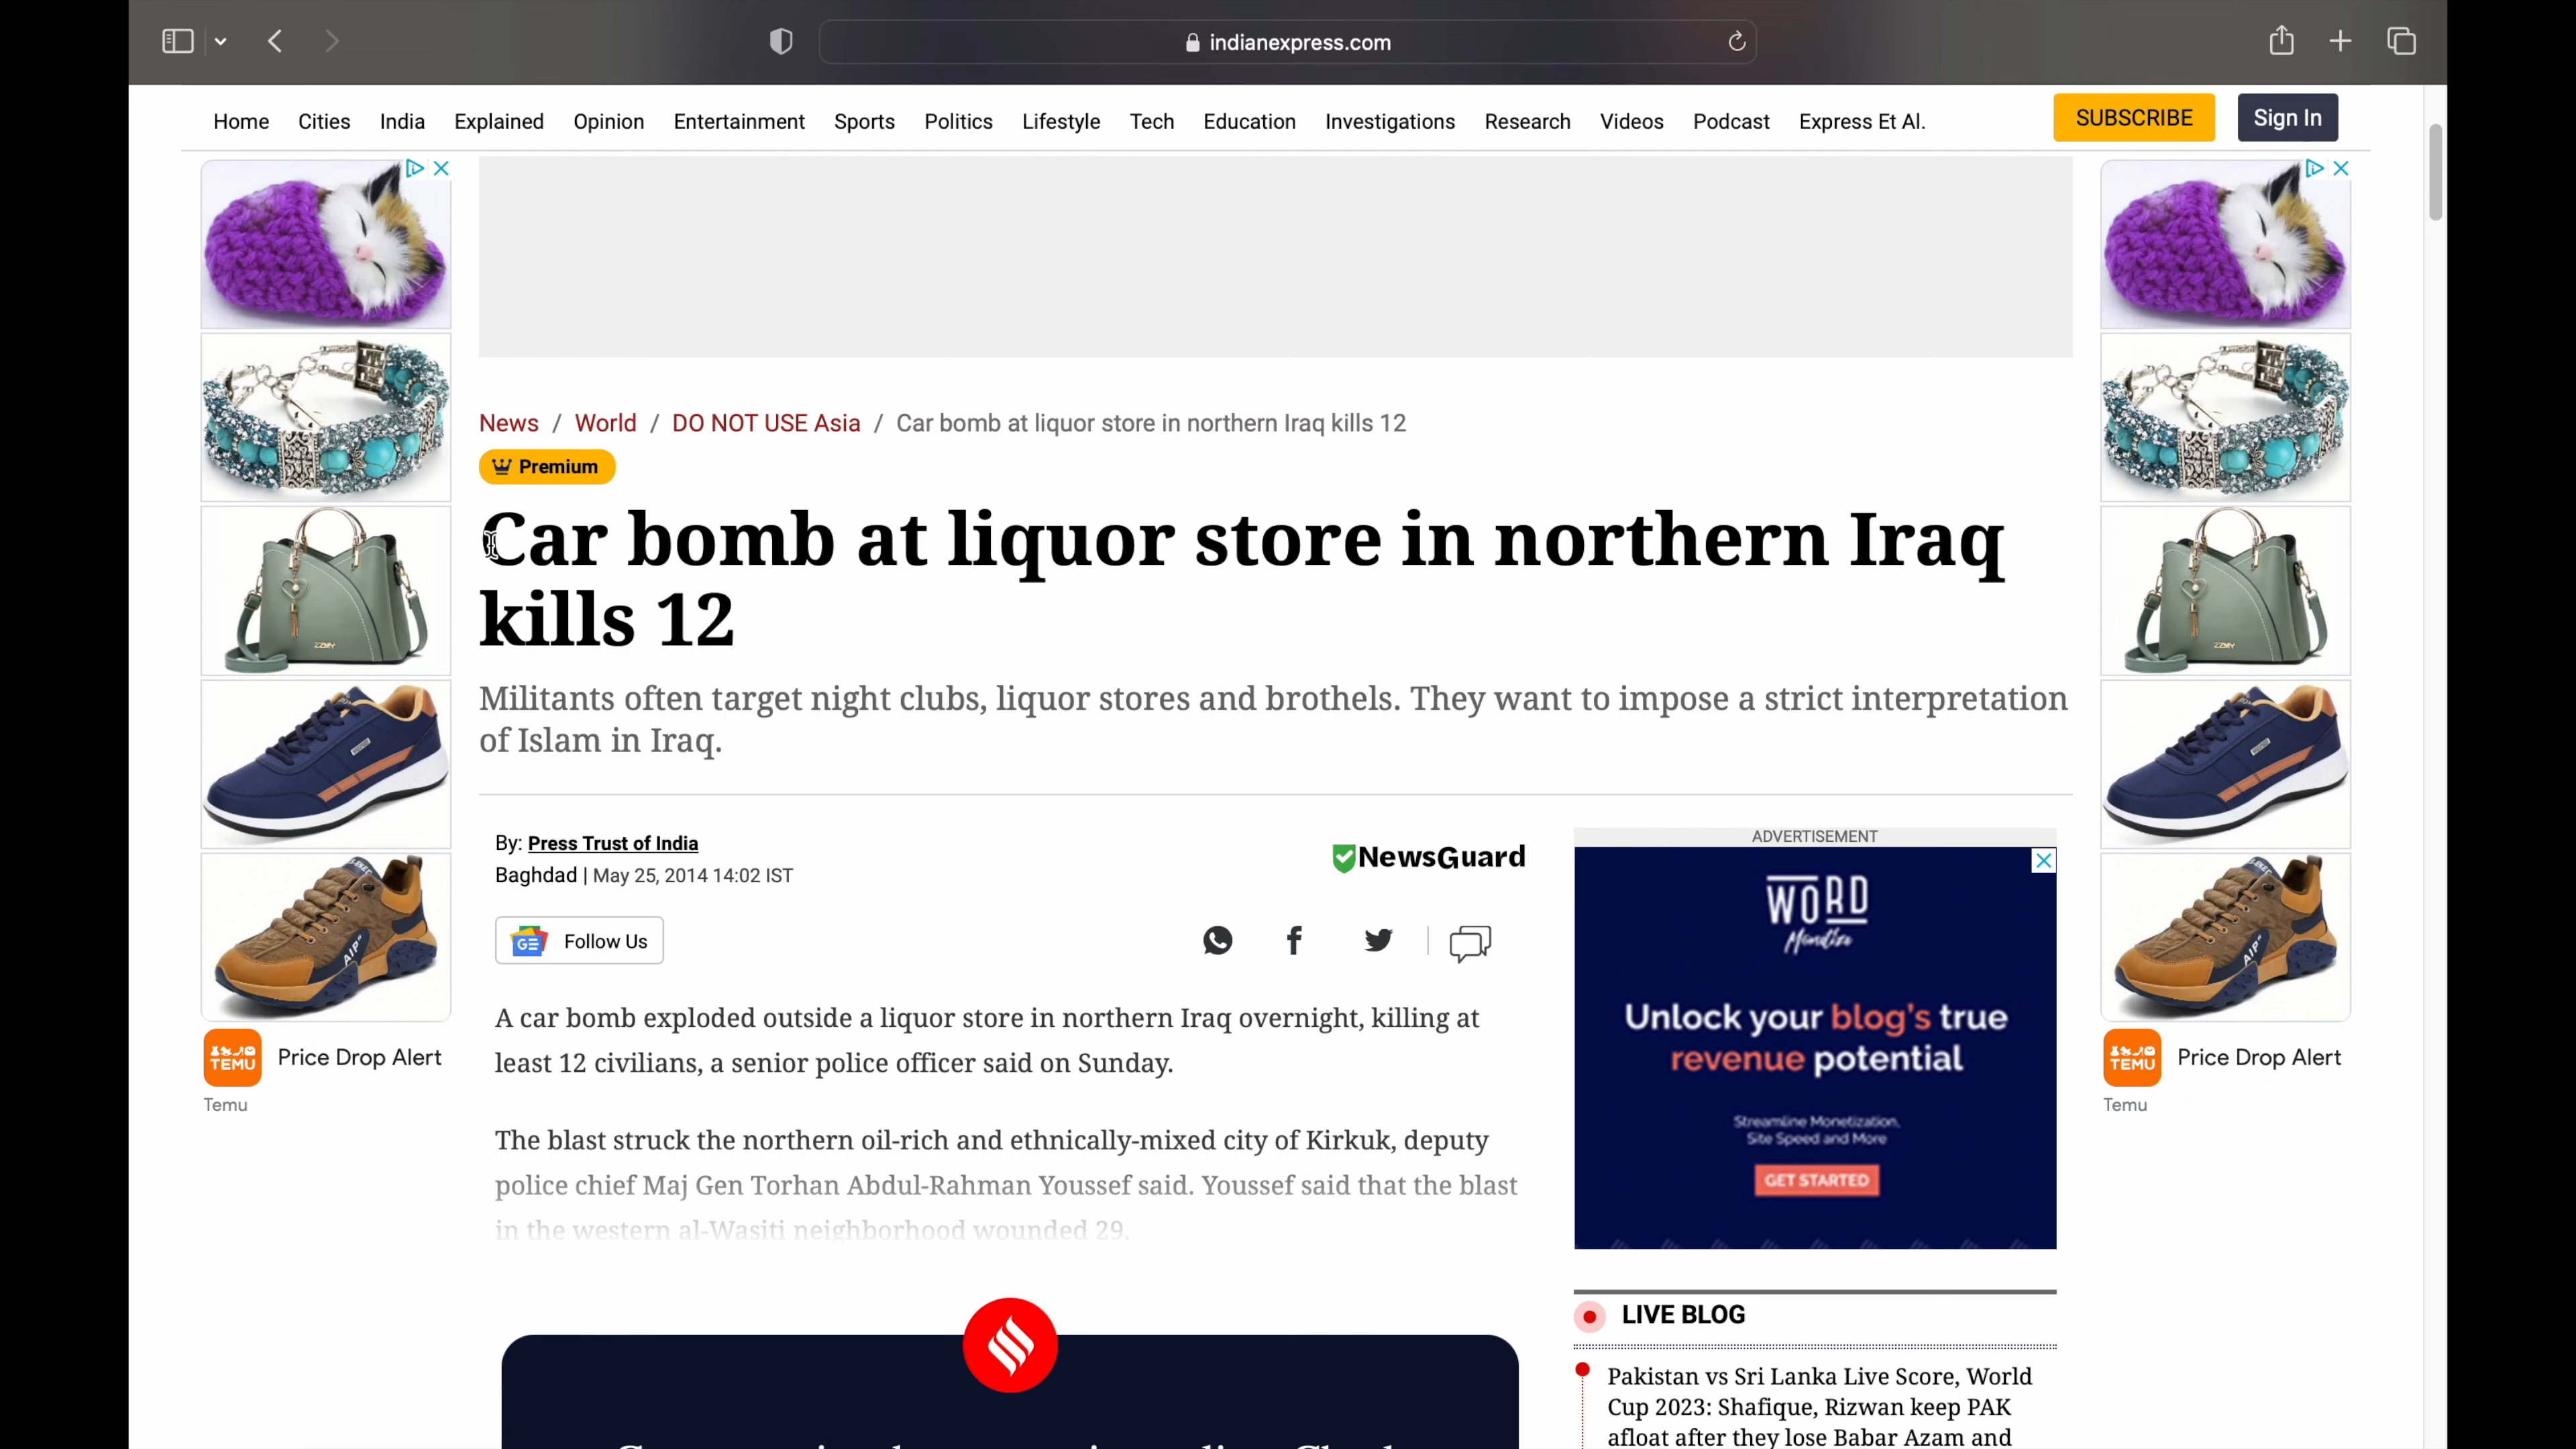 indianexpress.com
Home Cities India Explained Opinion Entertainment Sports Politics Lifestyle Tech Education Investigations Research Videos Podcast Express Et Al. SUBSCRIBE Sign In
News / World / DO NOT USE Asia / Car bomb at liquor store in northern Iraq kills 12
Premium
Car bomb at liquor store in northern Iraq
kills 12
Militants often target night clubs, liquor stores and brothels. They want to impose a strict interpretation
of Islam in Iraq.
By: Press Trust of India
Baghdad | May 25, 2014 14:02 IST
NewsGuard
GE Follow Us
A car bomb exploded outside a liquor store in northern Iraq overnight, killing at
least 12 civilians, a senior police officer said on Sunday.
The blast struck the northern oil-rich and ethnically-mixed city of Kirkuk, deputy
police chief Maj Gen Torhan Abdul-Rahman Youssef said. Youssef said that the blast
in the western al-Wasiti neighborhood wounded 29.
ADVERTISEMENT
WORD
Monetize
Unlock your blog's true
revenue potential
Streamline Monetization,
Site Speed and More
GET STARTED
LIVE BLOG
Pakistan vs Sri Lanka Live Score, World
Cup 2023: Shafique, Rizwan keep PAK
afloat after they lose Babar Azam and
ZZMY
AIP
TEMU
Price Drop Alert
Temu
ZZMY
AIP
TEMU
Price Drop Alert
Temu